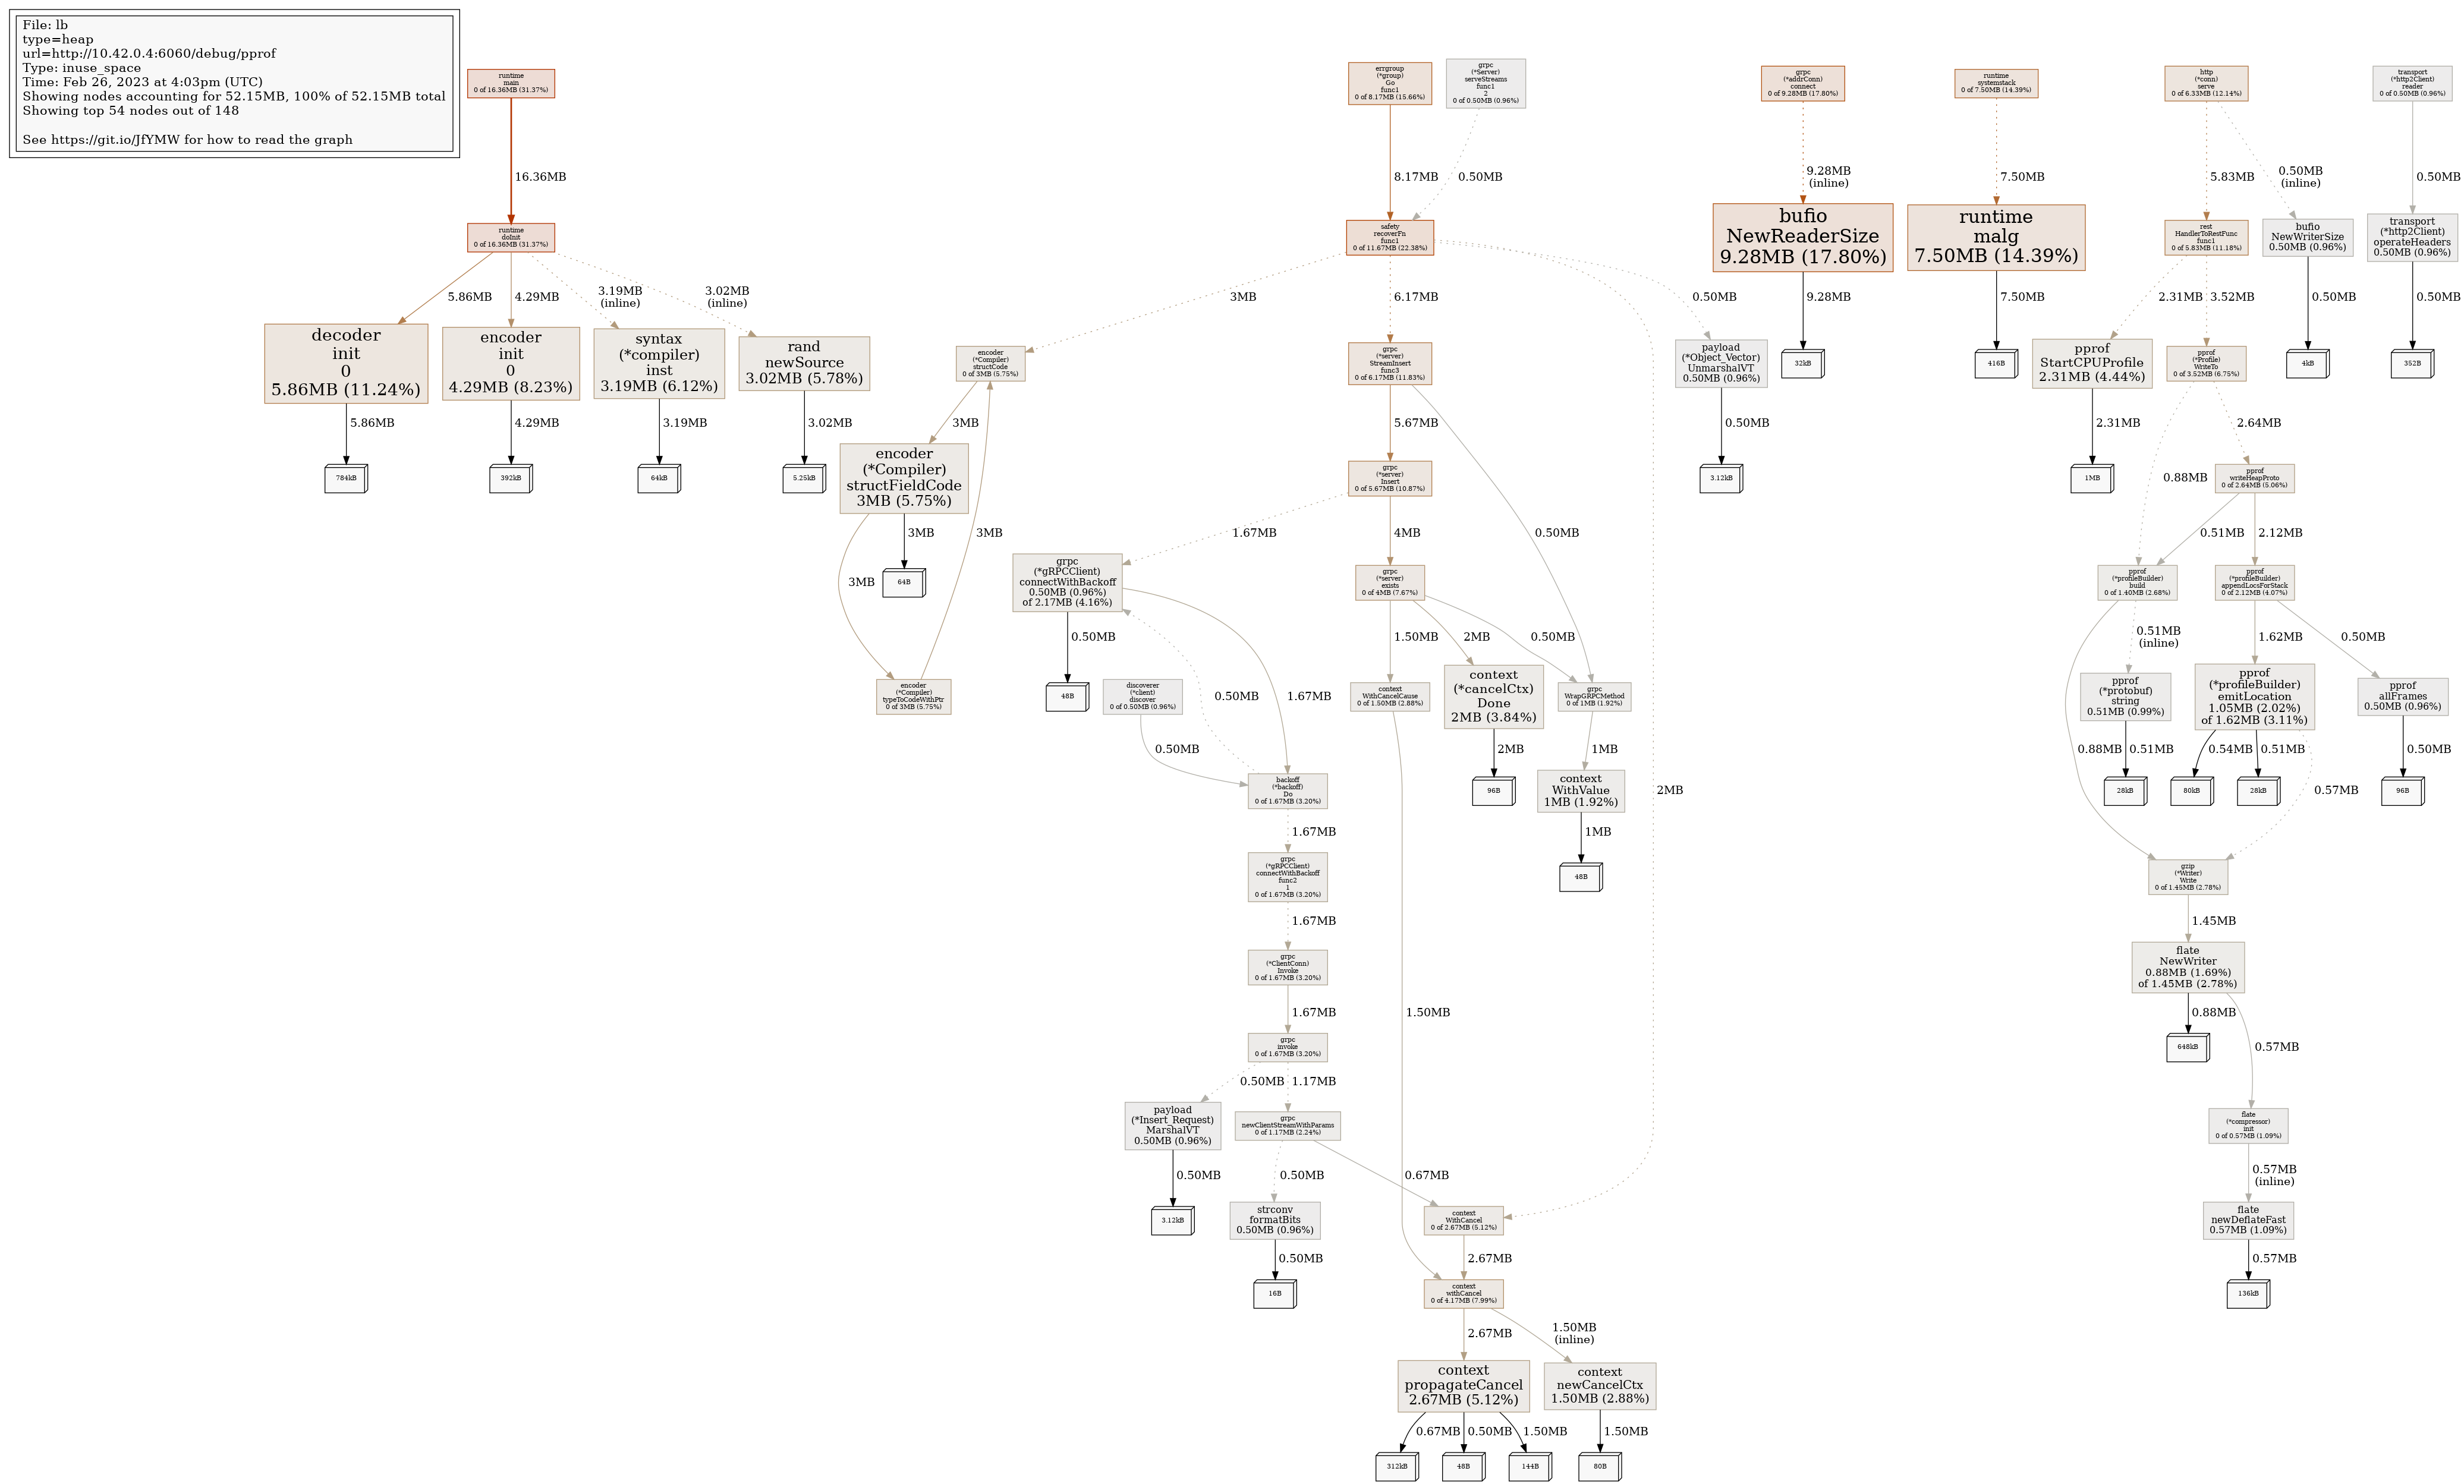 File: lb
type=heap
url=http://10.42.0.4:6060/debug/pprof
Type: inuse_space
Time: Feb 26, 2023 at 4:03pm (UTC)
Showing nodes accounting for 52.15MB, 100% of 52.15MB total
Showing top 54 nodes out of 148
See https://git.io/JfYMW for how to read the graph
runtime
main
0 of 16.36MB (31.37%)
16.36MB
runtime
doInit
0 of 16.36MB (31.37%)
5.86MB
4.29MB
3.19MB
(inline)
3.02MB
(inline)
decoder
init
0
5.86MB (11.24%)
5.86MB
784kB
encoder
init
0
4.29MB (8.23%)
4.29MB
392kB
syntax
(*compiler)
inst
3.19MB (6.12%)
3.19MB
64kB
rand
newSource
3.02MB (5.78%)
3.02MB
5.25kB
errgroup
(*group)
Go
func1
0 of 8.17MB (15.66%)
8.17MB
grpc
(*Server)
serveStreams
func1
2
0 of 0.50MB (0.96%)
0.50MB
safety
recoverFn
func1
0 of 11.67MB (22.38%)
3MB
6.17MB
2MB
0.50MB
encoder
(*Compiler)
structCode
0 of 3MB (5.75%)
3MB
encoder
(*Compiler)
structFieldCode
3MB (5.75%)
3MB
3MB
3MB
64B
encoder
(*Compiler)
typeToCodeWithPtr
0 of 3MB (5.75%)
grpc
(*server)
StreamInsert
func3
0 of 6.17MB (11.83%)
5.67MB
0.50MB
grpc
(*server)
Insert
0 of 5.67MB (10.87%)
1.67MB
4MB
payload
(*Object_Vector)
UnmarshalVT
0.50MB (0.96%)
0.50MB
3.12kB
grpc
(*gRPCClient)
connectWithBackoff
0.50MB (0.96%)
of 2.17MB (4.16%)
0.50MB
48B
0.50MB
1.67MB
grpc
(*server)
exists
0 of 4MB (7.67%)
1.50MB
2MB
0.50MB
discoverer
(*client)
discover
0 of 0.50MB (0.96%)
0.50MB
context
WithCancelCause
0 of 1.50MB (2.88%)
1.50MB
context
(*cancelCtx)
Done
2MB (3.84%)
2MB
96B
grpc
WrapGRPCMethod
0 of 1MB (1.92%)
1MB
context
WithValue
1MB (1.92%)
1MB
48B
backoff
(*backoff)
Do
0 of 1.67MB (3.20%)
1.67MB
grpc
(*gRPCClient)
connectWithBackoff
func2
1
0 of 1.67MB (3.20%)
1.67MB
grpc
(*ClientConn)
Invoke
0 of 1.67MB (3.20%)
1.67MB
grpc
invoke
0 of 1.67MB (3.20%)
0.50MB
1.17MB
payload
(*Insert_Request)
MarshalVT
0.50MB (0.96%)
0.50MB
3.12kB
grpc
newClientStreamWithParams
0 of 1.17MB (2.24%)
0.50MB
0.67MB
strconv
formatBits
0.50MB (0.96%)
0.50MB
16B
context
WithCancel
0 of 2.67MB (5.12%)
2.67MB
context
withCancel
0 of 4.17MB (7.99%)
2.67MB
1.50MB
(inline)
context
propagateCancel
2.67MB (5.12%)
0.67MB
0.50MB
1.50MB
312kB
48B
144B
context
newCancelCtx
1.50MB (2.88%)
1.50MB
80B
grpc
(*addrConn)
connect
0 of 9.28MB (17.80%)
9.28MB
(inline)
bufio
NewReaderSize
9.28MB (17.80%)
9.28MB
32kB
runtime
systemstack
0 of 7.50MB (14.39%)
7.50MB
runtime
malg
7.50MB (14.39%)
7.50MB
416B
http
(*conn)
serve
0 of 6.33MB (12.14%)
5.83MB
0.50MB
(inline)
rest
HandlerToRestFunc
func1
0 of 5.83MB (11.18%)
2.31MB
3.52MB
bufio
NewWriterSize
0.50MB (0.96%)
0.50MB
4kB
transport
(*http2Client)
reader
0 of 0.50MB (0.96%)
0.50MB
transport
(*http2Client)
operateHeaders
0.50MB (0.96%)
0.50MB
352B
pprof
StartCPUProfile
2.31MB (4.44%)
2.31MB
1MB
pprof
(*Profile)
WriteTo
0 of 3.52MB (6.75%)
0.88MB
2.64MB
pprof
writeHeapProto
0 of 2.64MB (5.06%)
0.51MB
2.12MB
pprof
(*profileBuilder)
build
0 of 1.40MB (2.68%)
0.88MB
0.51MB
(inline)
pprof
(*profileBuilder)
appendLocsForStack
0 of 2.12MB (4.07%)
1.62MB
0.50MB
pprof
(*protobuf)
string
0.51MB (0.99%)
0.51MB
28kB
pprof
(*profileBuilder)
emitLocation
1.05MB (2.02%)
of 1.62MB (3.11%)
0.54MB
0.51MB
0.57MB
80kB
28kB
pprof
allFrames
0.50MB (0.96%)
0.50MB
96B
gzip
(*Writer)
Write
0 of 1.45MB (2.78%)
1.45MB
flate
NewWriter
0.88MB (1.69%)
of 1.45MB (2.78%)
0.88MB
648kB
0.57MB
flate
(*compressor)
init
0 of 0.57MB (1.09%)
0.57MB
(inline)
flate
newDeflateFast
0.57MB (1.09%)
0.57MB
136kB